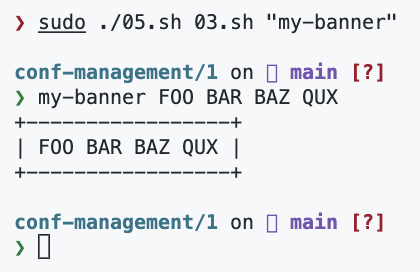 ❯ sudo ./05.sh 03.sh "my-banner"
conf-management/1 on  main [?]
❯ my-banner FOO BAR BAZ QUX
+-----------------+
| FOO BAR BAZ QUX |
+-----------------+
conf-management/1 on  main [?]
❯